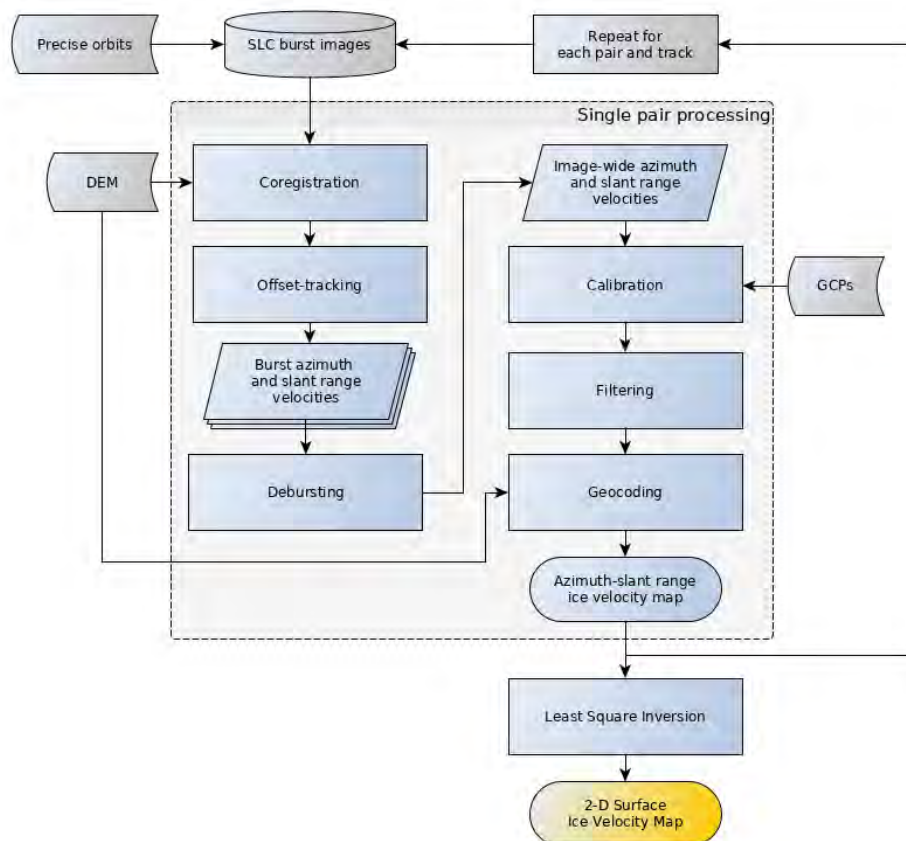 Precise orbits
SLC burst images
Repeat for
each pair and track
Single pair processing
DEM
Coregistration
Image-wide azimuth
and slant range
velocities
Offset-tracking
Calibration
GCPs
Burst azimuth
and slant range
velocities
Filtering
Debursting
Geocoding
Azimuth-slant range
ice velocity map
Least Square Inversion
2-D Surface
Ice Velocity Map